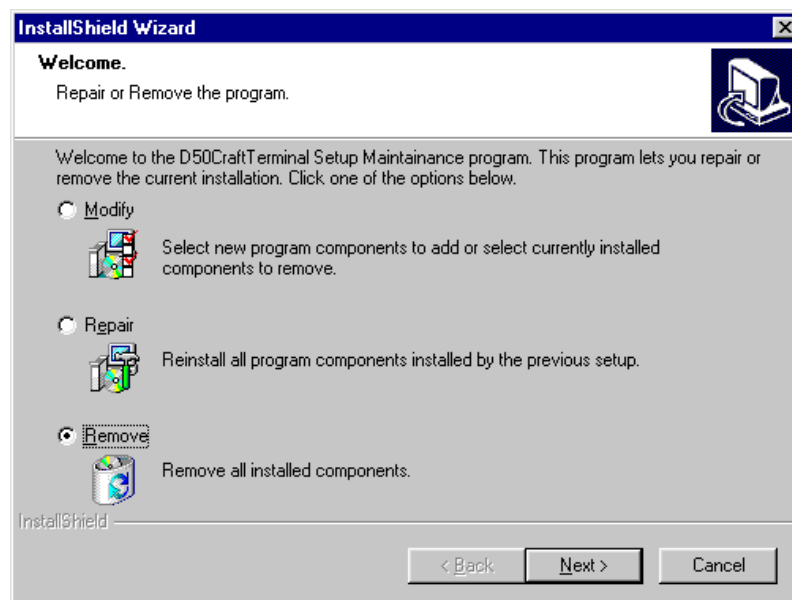 InstallShield Wizard
Welcome.
Repair or Remove the program.
Welcome to the D50CraftTerminal Setup Maintainance program. This program lets you repair or
remove the current installation. Click one of the options below.
Modify
Select new program components to add or select currently installed
components to remove.
Repair
Reinstall all program components installed by the previous setup.
Remove
Remove all installed components.
InstallShield
< Back Next > Cancel